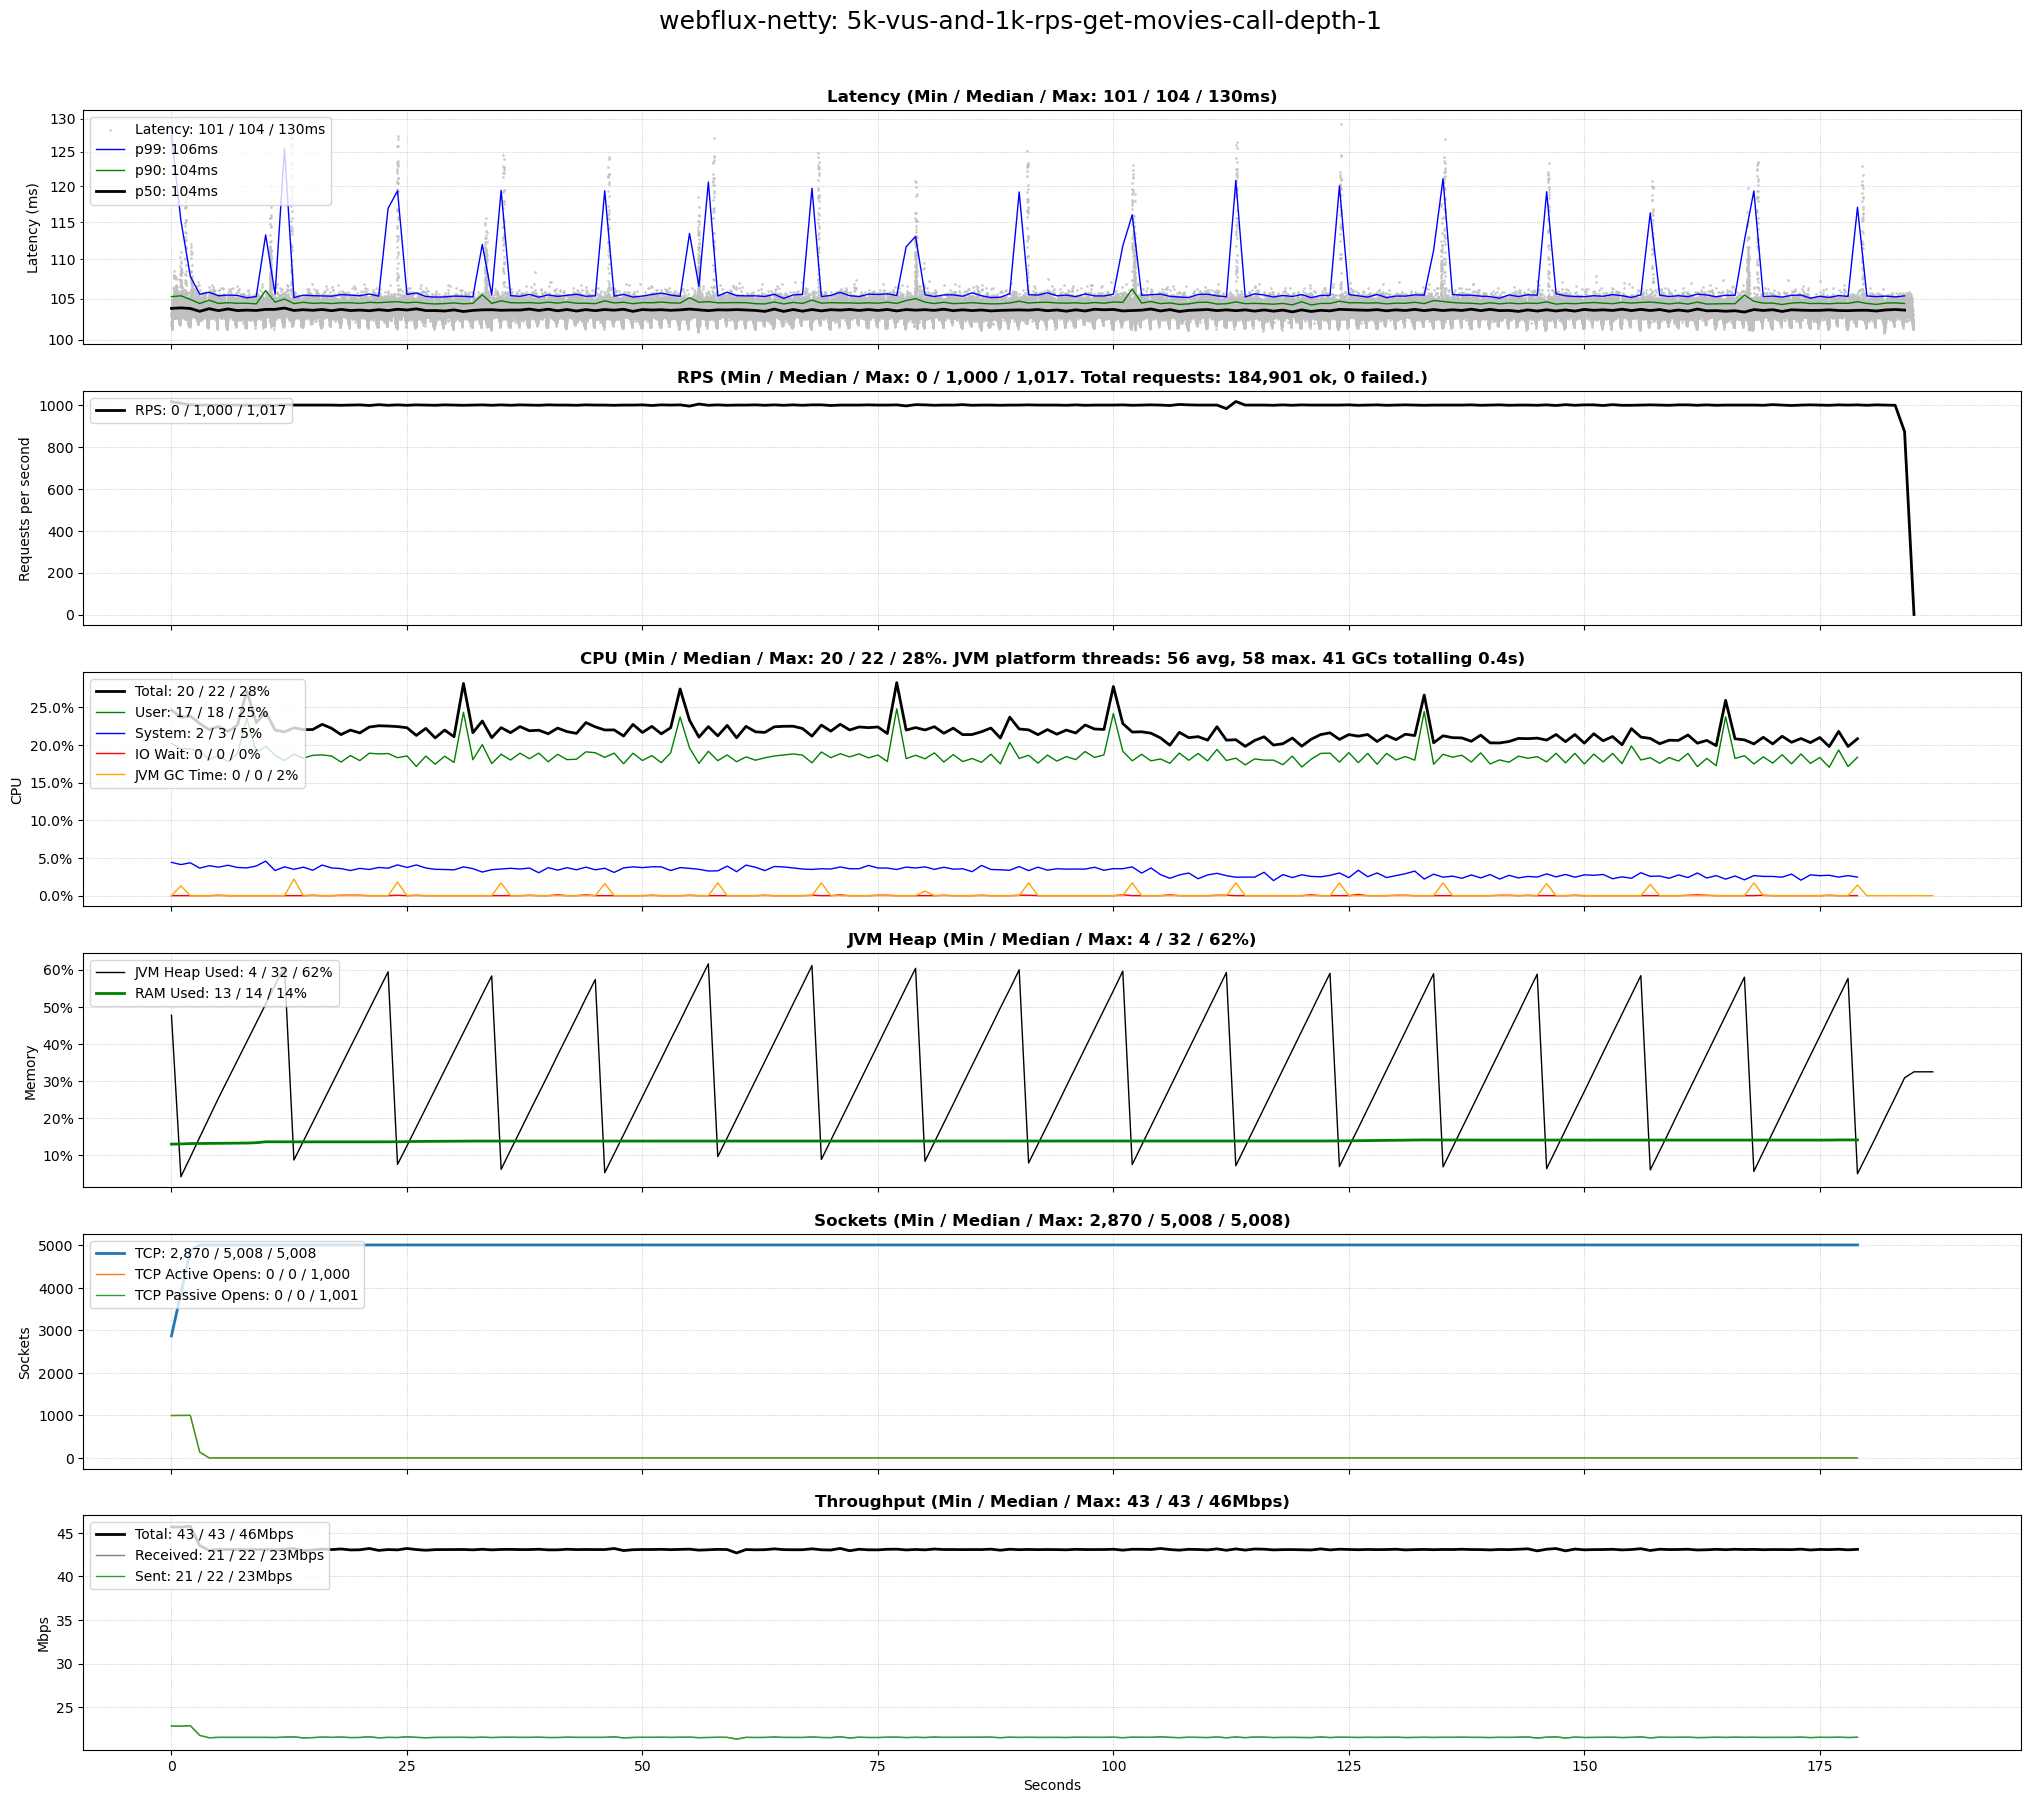 webflux-netty: 5k-vus-and-1k-rps-get-movies-call-depth-1
Latency (Min / Median / Max: 101 / 104 / 130ms)
Latency (ms)
130
125
120
115
110
105
100
Latency: 101 / 104 / 130ms
p99: 106ms
p90: 104ms
p50: 104ms
RPS (Min / Median / Max: 0 / 1,000 / 1,017. Total requests: 184,901 ok, 0 failed.)
Requests per second
1000
800
600
400
200
0
RPS: 0 / 1,000 / 1,017
CPU (Min / Median / Max: 20 / 22 / 28%. JVM platform threads: 56 avg, 58 max. 41 GCs totalling 0.4s)
CPU
25.0%
20.0%
15.0%
10.0%
5.0%
0.0%
Total: 20 / 22 / 28%
User: 17 / 18 / 25%
System: 2 / 3 / 5%
IO Wait: 0 / 0 / 0%
JVM GC Time: 0 / 0 / 2%
JVM Heap (Min / Median / Max: 4 / 32 / 62%)
Memory
60%
50%
40%
30%
20%
10%
JVM Heap Used: 4 / 32 / 62%
RAM Used: 13 / 14 / 14%
Sockets (Min / Median / Max: 2,870 / 5,008 / 5,008)
Sockets
5000
4000
3000
2000
1000
0
TCP: 2,870 / 5,008 / 5,008
TCP Active Opens: 0 / 0 / 1,000
TCP Passive Opens: 0 / 0 / 1,001
Throughput (Min / Median / Max: 43 / 43 / 46Mbps)
Mbps
45
40
35
30
25
Total: 43 / 43 / 46Mbps
Received: 21 / 22 / 23Mbps
Sent: 21 / 22 / 23Mbps
0
25
50
75
100
125
150
175
Seconds